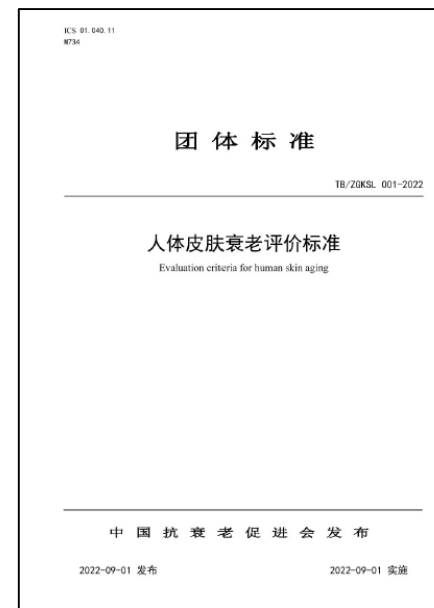 ICS 01.040.11
M734
团体标准
TB/ZGKSL 001-2022
人体皮肤衰老评价标准
Evaluation criteria for human skin aging
中国抗衰老促进会发布
2022-09-01 发布 2022-09-01 实施